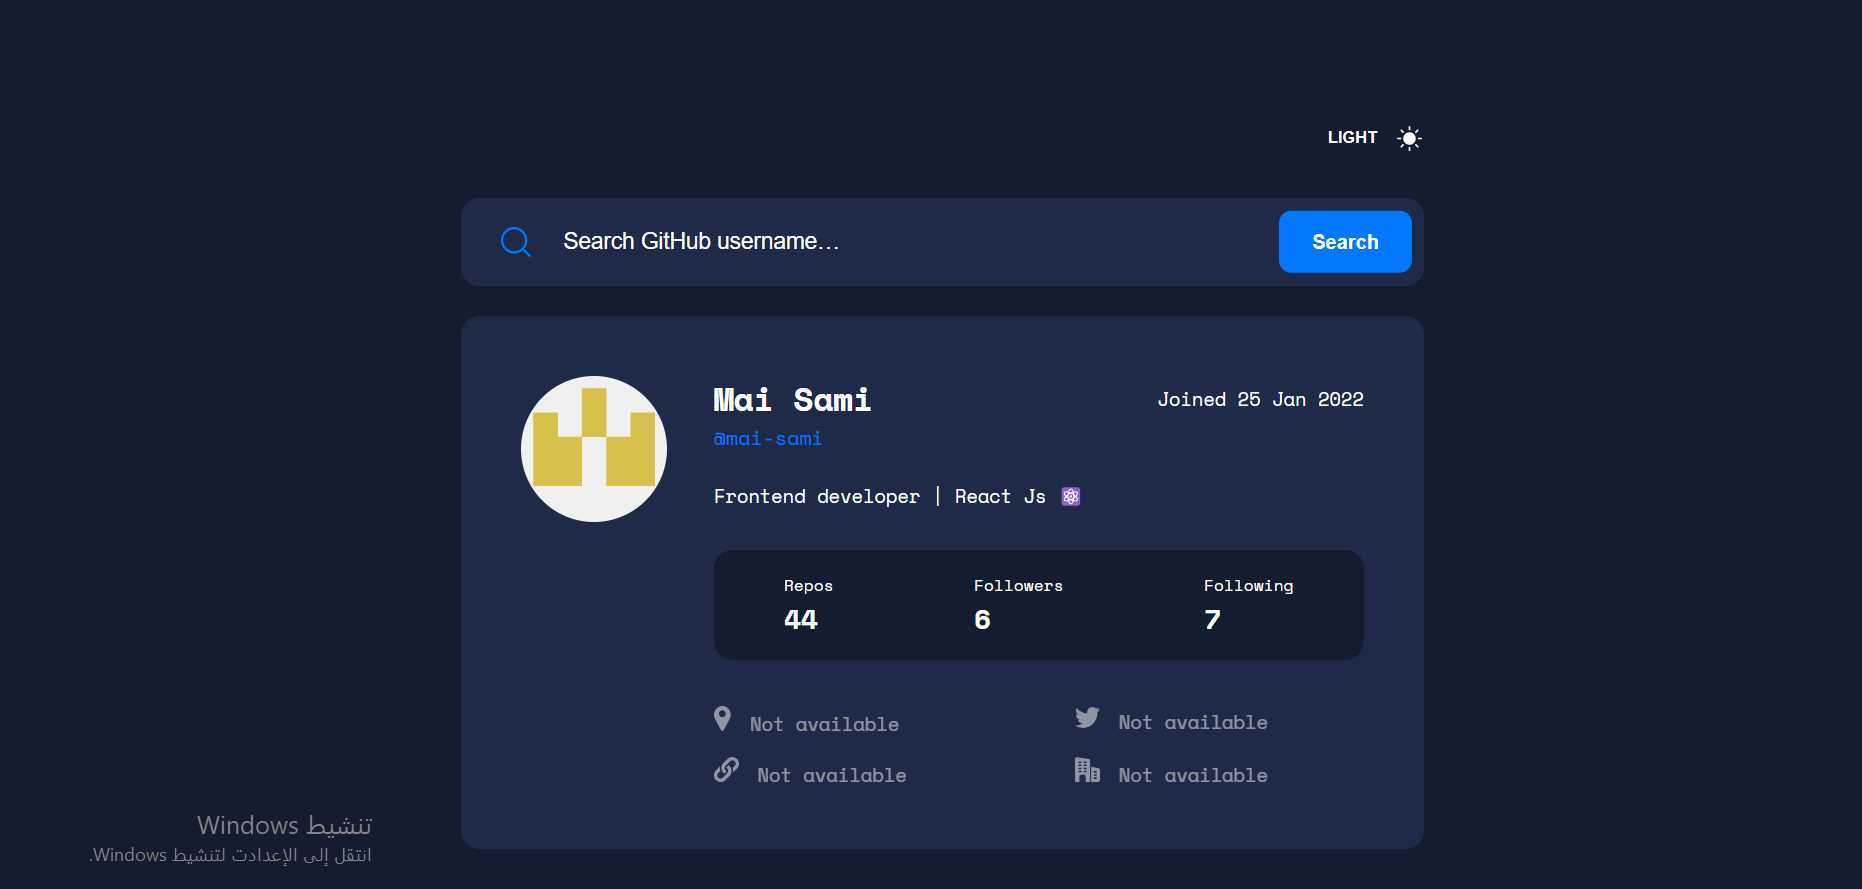 LIGHT
Search GitHub username...
Search
Mai Sami
Joined 25 Jan 2022
@mai-sami
Frontend developer | React Js ⚛
Repos
Followers
Following
44
6
7
Not available
Not available
Not available
Not available
تنشيط Windows
انتقل إلى الإعدادت لتنشيط Windows.